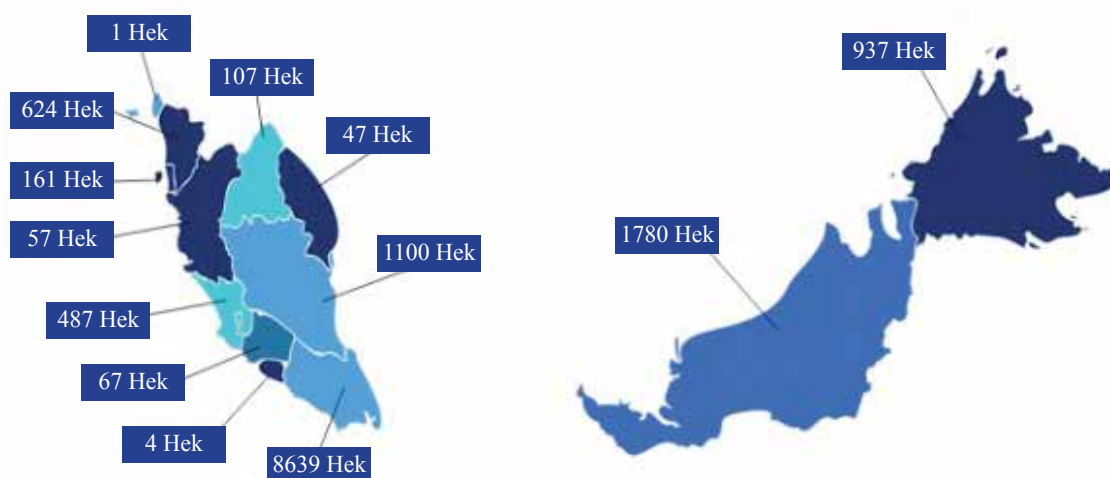 1 Hek
107 Hek
624 Hek
47 Hek
161 Hek
57 Hek
1100 Hek
487 Hek
67 Hek
4 Hek
8639 Hek
937 Hek
1780 Hek